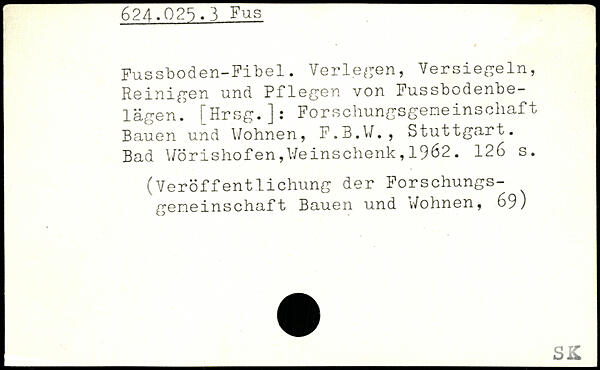 624.025.3 Fus
Fussboden-Fibel. Verlegen, Versiegeln,
Reinigen und Pflegen von Fussbodenbe-
lägen. [Hrsg.]: Forschungsgemeinschaft
Bauen und Wohnen, F.B.W., Stuttgart.
Bad Wörishofen,Weinschenk,1962. 126 s.
(Veröffentlichung der Forschungs-
gemeinschaft Bauen und Wohnen, 69)
SK